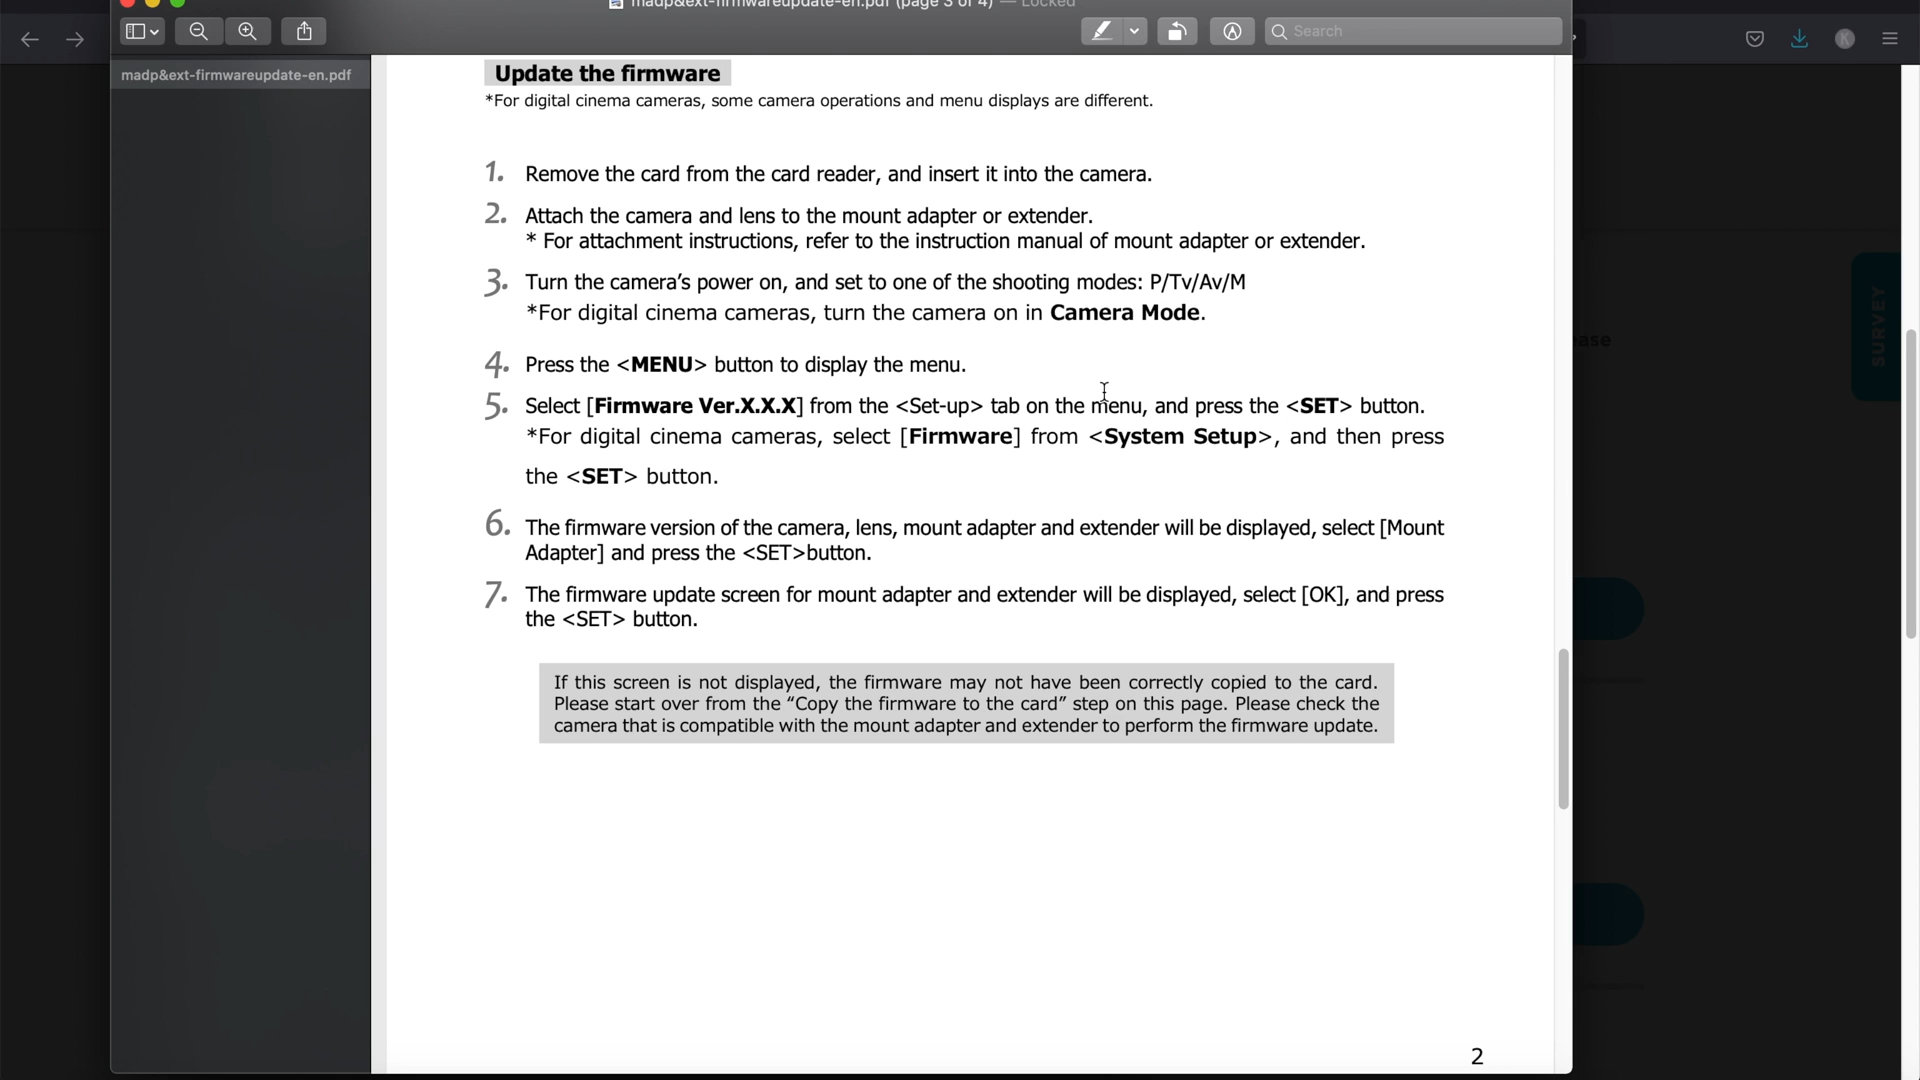 madp&ext-firmwareupdate-en.pdf (page 3 of 4) — Locked
Search
madp&ext-firmwareupdate-en.pdf
Update the firmware
*For digital cinema cameras, some camera operations and menu displays are different.
1. Remove the card from the card reader, and insert it into the camera.
2. Attach the camera and lens to the mount adapter or extender.
* For attachment instructions, refer to the instruction manual of mount adapter or extender.
3. Turn the camera’s power on, and set to one of the shooting modes: P/Tv/Av/M
*For digital cinema cameras, turn the camera on in Camera Mode.
4. Press the <MENU> button to display the menu.
5. Select [Firmware Ver.X.X.X] from the <Set-up> tab on the menu, and press the <SET> button.
*For digital cinema cameras, select [Firmware] from <System Setup>, and then press
the <SET> button.
6. The firmware version of the camera, lens, mount adapter and extender will be displayed, select [Mount
Adapter] and press the <SET>button.
7. The firmware update screen for mount adapter and extender will be displayed, select [OK], and press
the <SET> button.
If this screen is not displayed, the firmware may not have been correctly copied to the card.
Please start over from the “Copy the firmware to the card” step on this page. Please check the
camera that is compatible with the mount adapter and extender to perform the firmware update.
2
K
SURVEY
ase